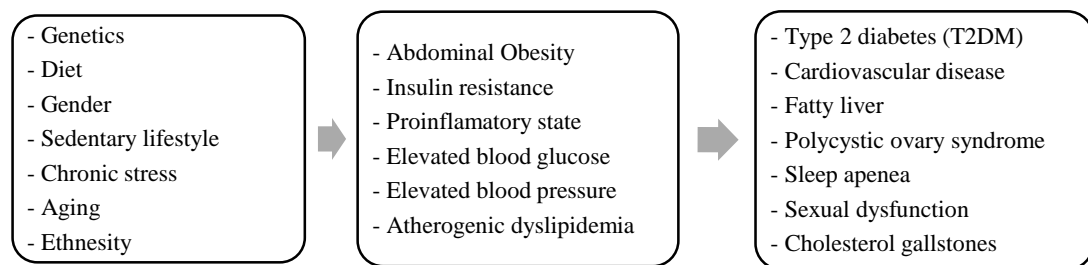 - Genetics
- Diet
- Gender
- Sedentary lifestyle
- Chronic stress
- Aging
- Ethnesity
- Abdominal Obesity
- Insulin resistance
- Proinflamatory state
- Elevated blood glucose
- Elevated blood pressure
- Atherogenic dyslipidemia
- Type 2 diabetes (T2DM)
- Cardiovascular disease
- Fatty liver
- Polycystic ovary syndrome
- Sleep apenea
- Sexual dysfunction
- Cholesterol gallstones